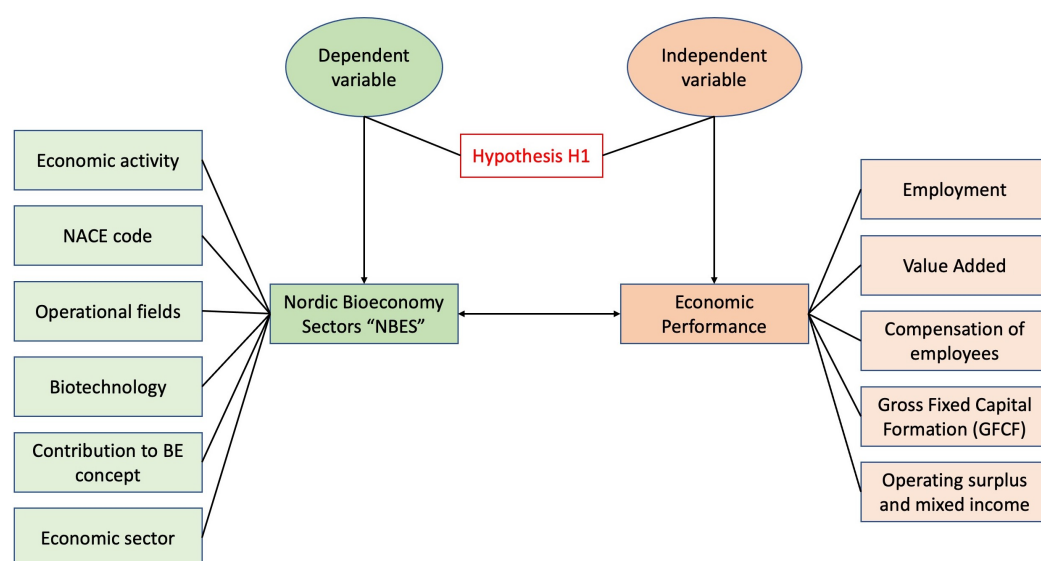 Dependent
variable
Independent
variable
Hypothesis H1
Economic activity
NACE code
Operational fields
Biotechnology
Contribution to BE
concept
Economic sector
Nordic Bioeconomy
Sectors “NBES”
Economic
Performance
Employment
Value Added
Compensation of
employees
Gross Fixed Capital
Formation (GFCF)
Operating surplus
and mixed income